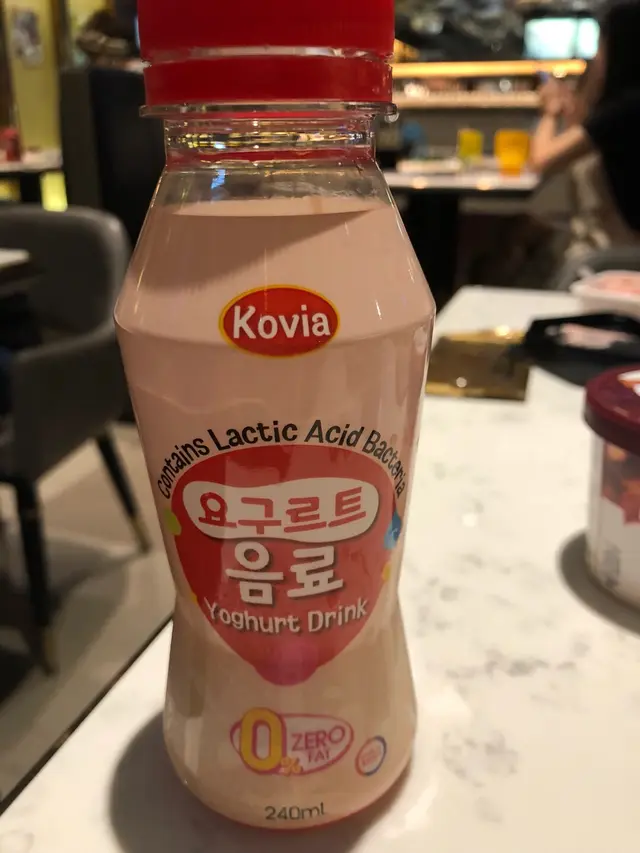 Kovia
Contains Lactic Acid Bacteria
요구르트
음료
Yoghurt Drink
0%
ZERO
FAT
240ml